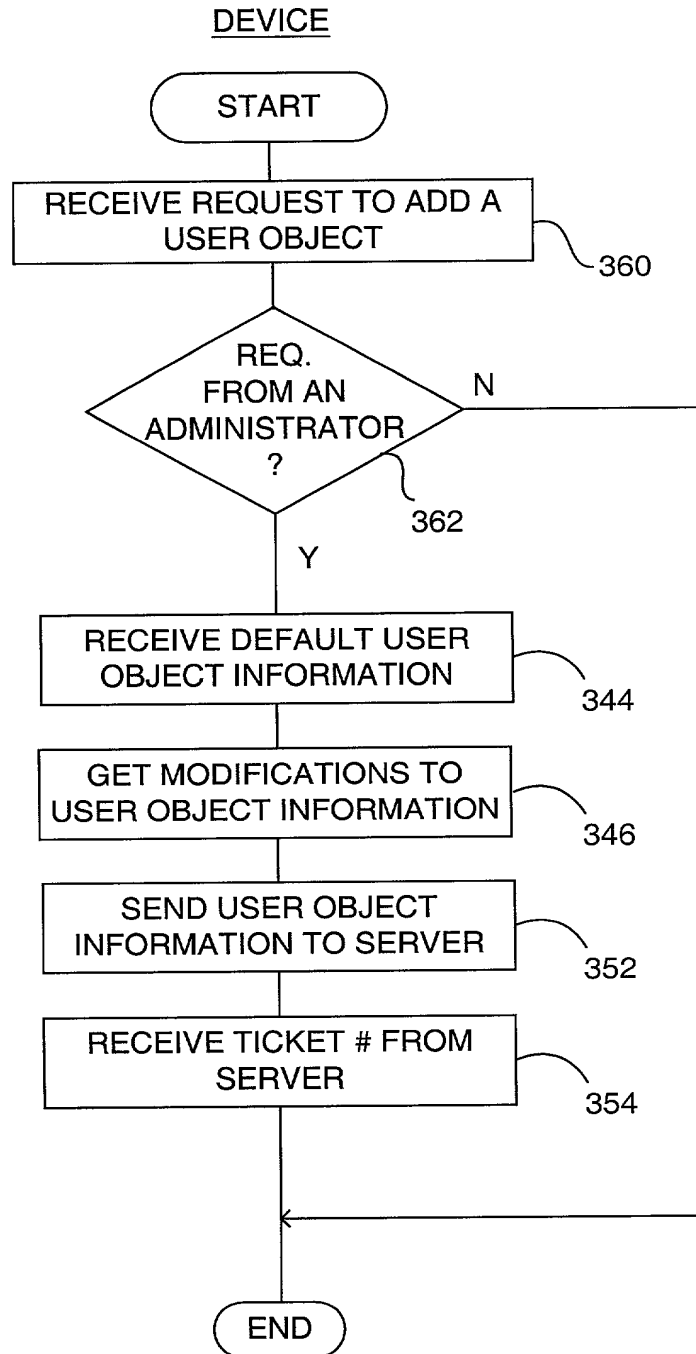 DEVICE
START
RECEIVE REQUEST TO ADD A
USER OBJECT
360
REQ.
FROM AN
ADMINISTRATOR
?
N
362
Y
RECEIVE DEFAULT USER
OBJECT INFORMATION
344
GET MODIFICATIONS TO
USER OBJECT INFORMATION
346
SEND USER OBJECT
INFORMATION TO SERVER
352
RECEIVE TICKET # FROM
SERVER
354
END